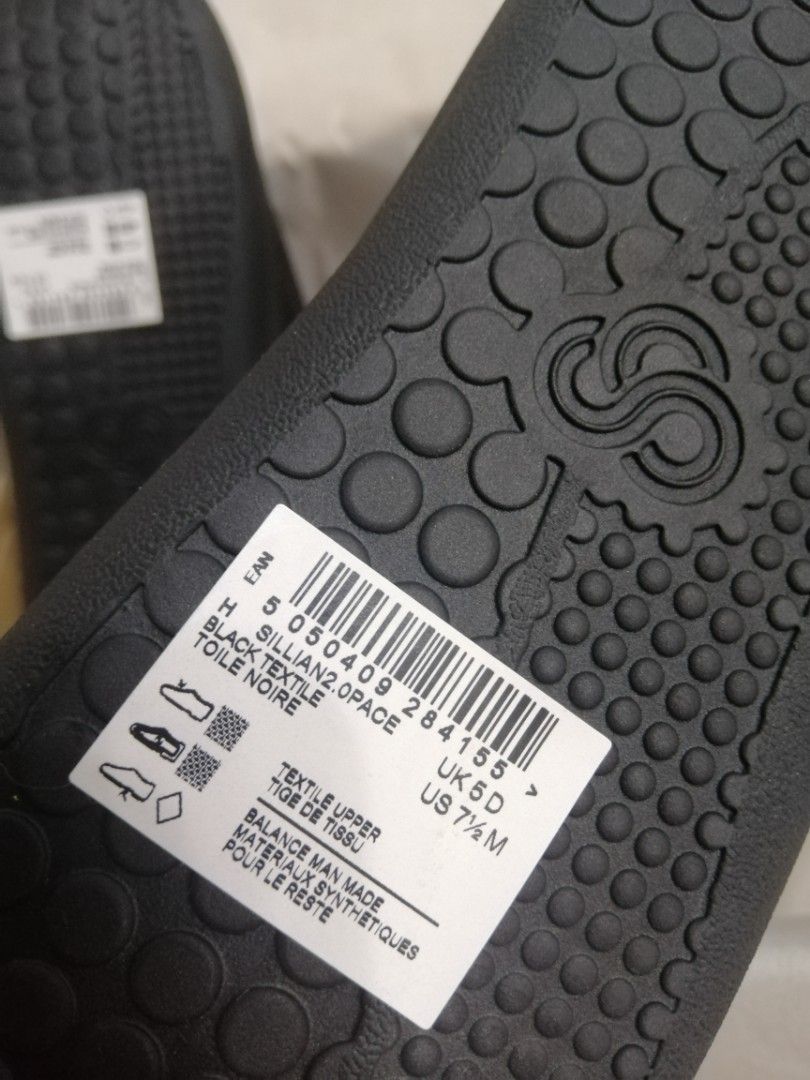 EAN
5 050409 284155 >
H SILLIAN2.0PACE
BLACK TEXTILE
TOILE NOIRE
UK 5 D
US 7½ M
TEXTILE UPPER
TIGE DE TISSU
BALANCE MAN MADE
MATERIAUX SYNTHETIQUES
POUR LE RESTE